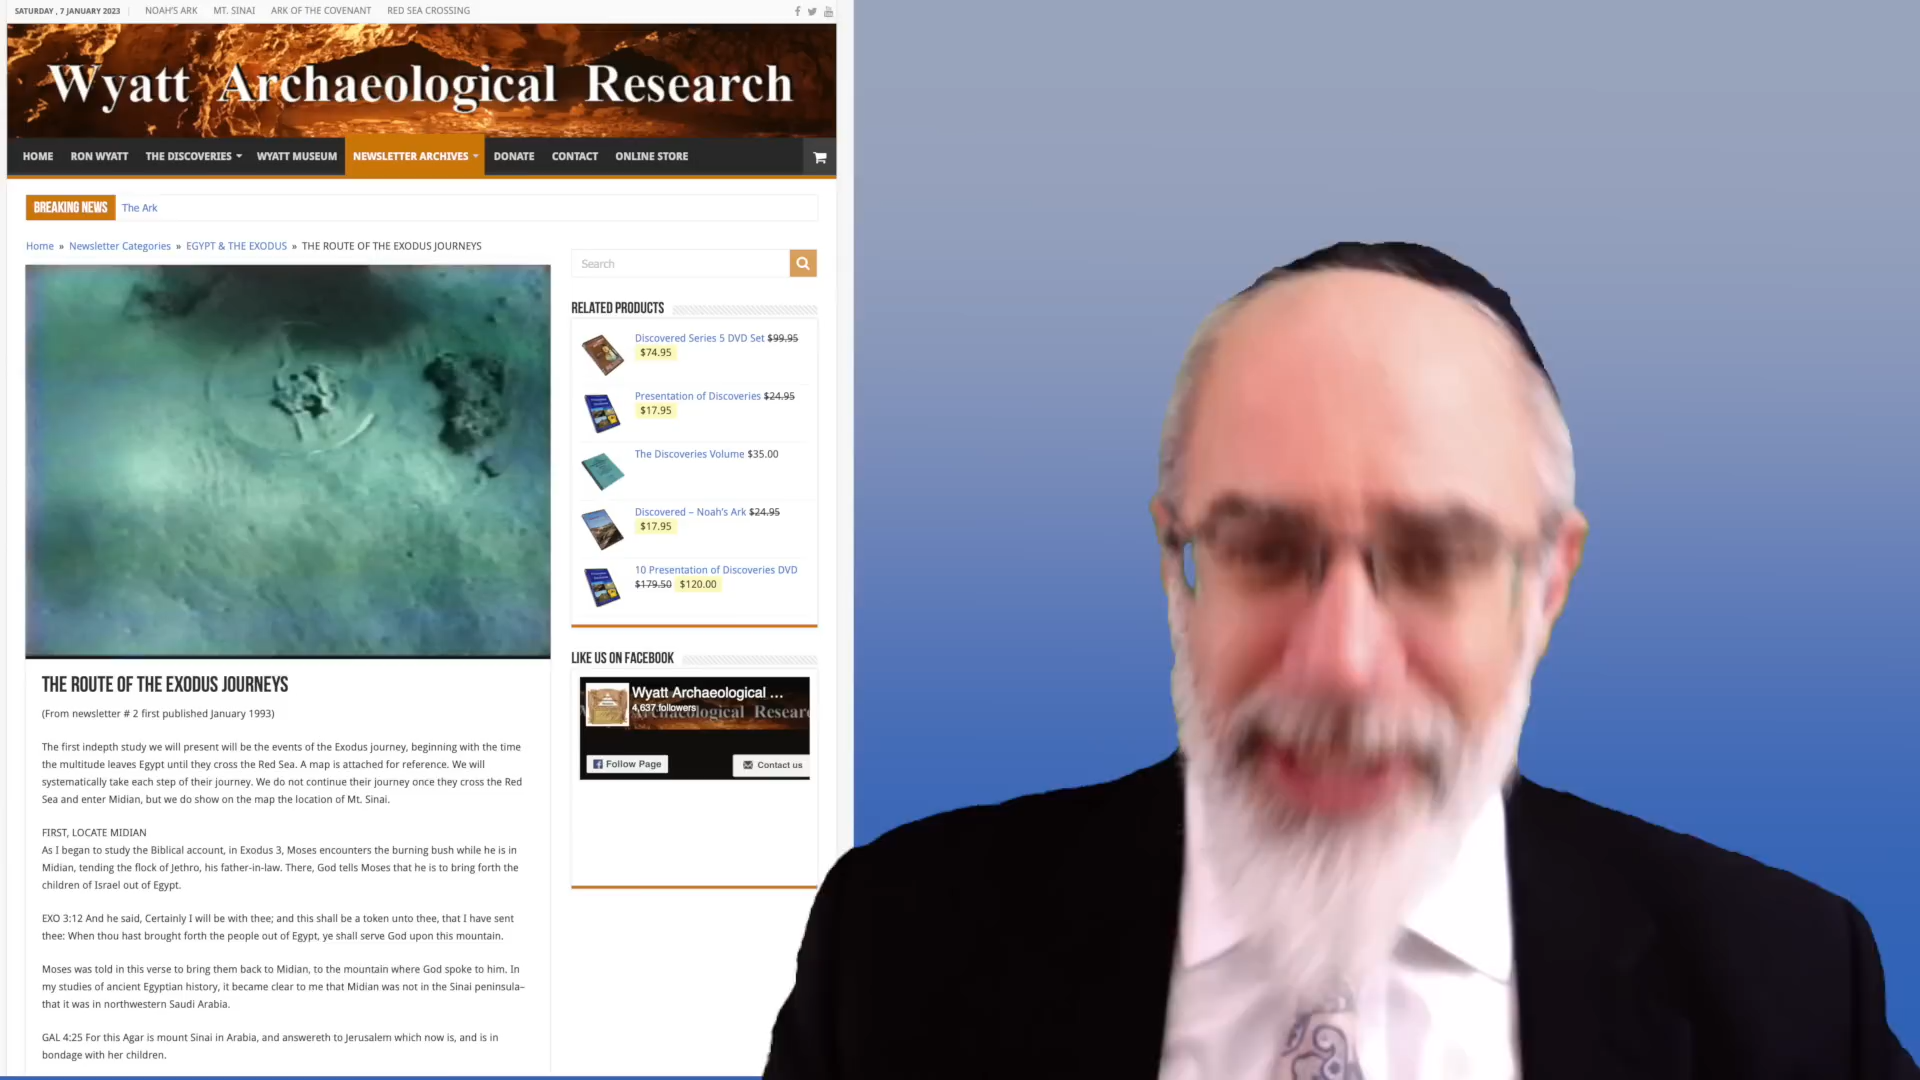 SATURDAY , 7 JANUARY 2023
NOAH'S ARK MT. SINAI ARK OF THE COVENANT RED SEA CROSSING
Wyatt Archaeological Research
HOME RON WYATT THE DISCOVERIES WYATT MUSEUM NEWSLETTER ARCHIVES DONATE CONTACT ONLINE STORE
BREAKING NEWS The Ark
Home » Newsletter Categories » EGYPT & THE EXODUS » THE ROUTE OF THE EXODUS JOURNEYS
THE ROUTE OF THE EXODUS JOURNEYS
(From newsletter # 2 first published January 1993)
The first indepth study we will present will be the events of the Exodus journey, beginning with the time
the multitude leaves Egypt until they cross the Red Sea. A map is attached for reference. We will
systematically take each step of their journey. We do not continue their journey once they cross the Red
Sea and enter Midian, but we do show on the map the location of Mt. Sinai.
FIRST, LOCATE MIDIAN
As I began to study the Biblical account, in Exodus 3, Moses encounters the burning bush while he is in
Midian, tending the flock of Jethro, his father-in-law. There, God tells Moses that he is to bring forth the
children of Israel out of Egypt.
EXO 3:12 And he said, Certainly I will be with thee; and this shall be a token unto thee, that I have sent
thee: When thou hast brought forth the people out of Egypt, ye shall serve God upon this mountain.
Moses was told in this verse to bring them back to Midian, to the mountain where God spoke to him. In
my studies of ancient Egyptian history, it became clear to me that Midian was not in the Sinai peninsula–
that it was in northwestern Saudi Arabia.
GAL 4:25 For this Agar is mount Sinai in Arabia, and answereth to Jerusalem which now is, and is in
bondage with her children.
Search
RELATED PRODUCTS
Discovered Series 5 DVD Set $99.95
$74.95
Presentation of Discoveries $24.95
$17.95
The Discoveries Volume $35.00
Discovered – Noah's Ark $24.95
$17.95
10 Presentation of Discoveries DVD
$179.50 $120.00
LIKE US ON FACEBOOK
Wyatt Archaeological ...
4,637 followers
Follow Page
Contact us